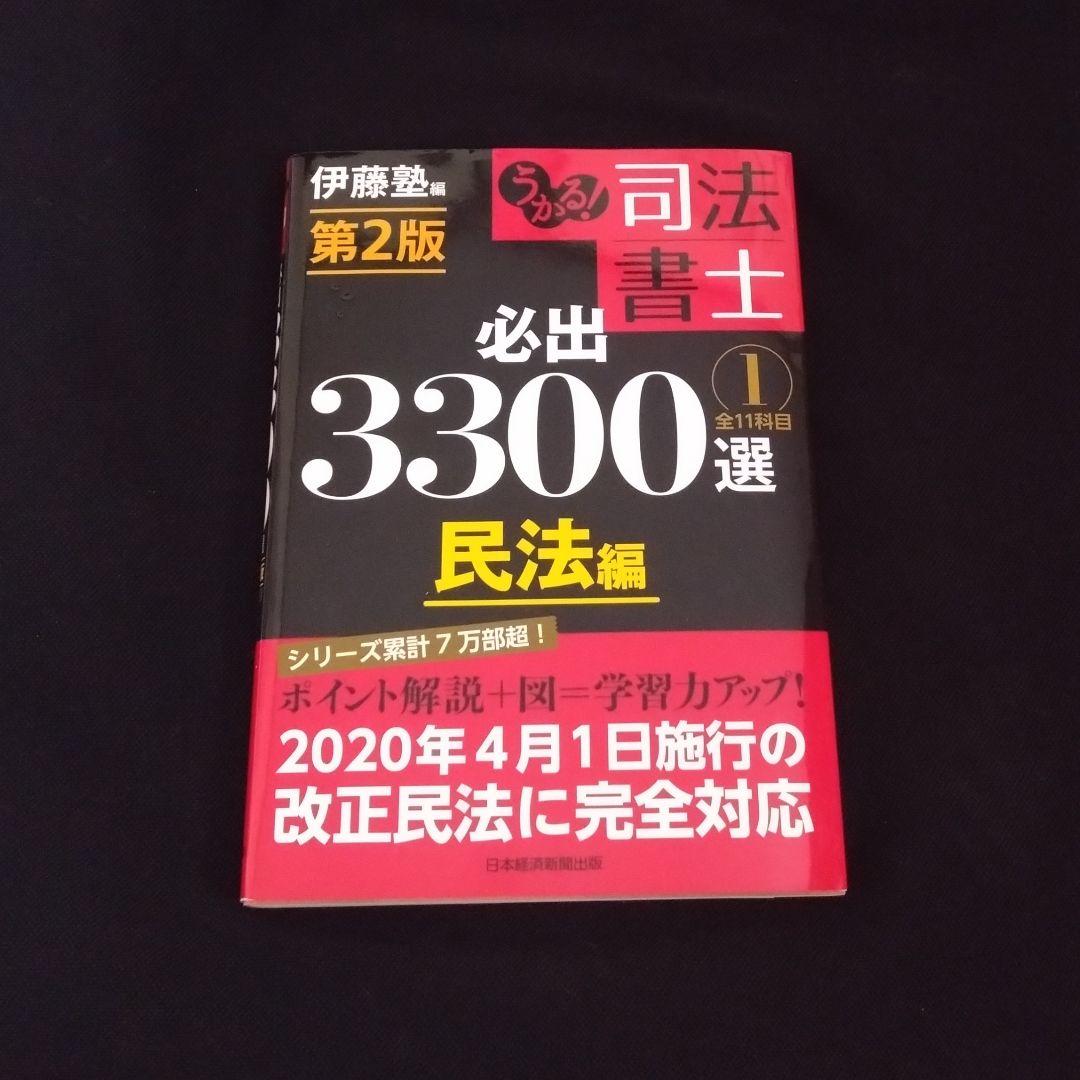 伊藤塾編
第2版
うかる!
司法
書士
必出
3300選
1
全11科目
民法編
シリーズ累計7万部超!
ポイント解説+図=学習力アップ!
2020年4月1日施行の
改正民法に完全対応
日本経済新聞出版